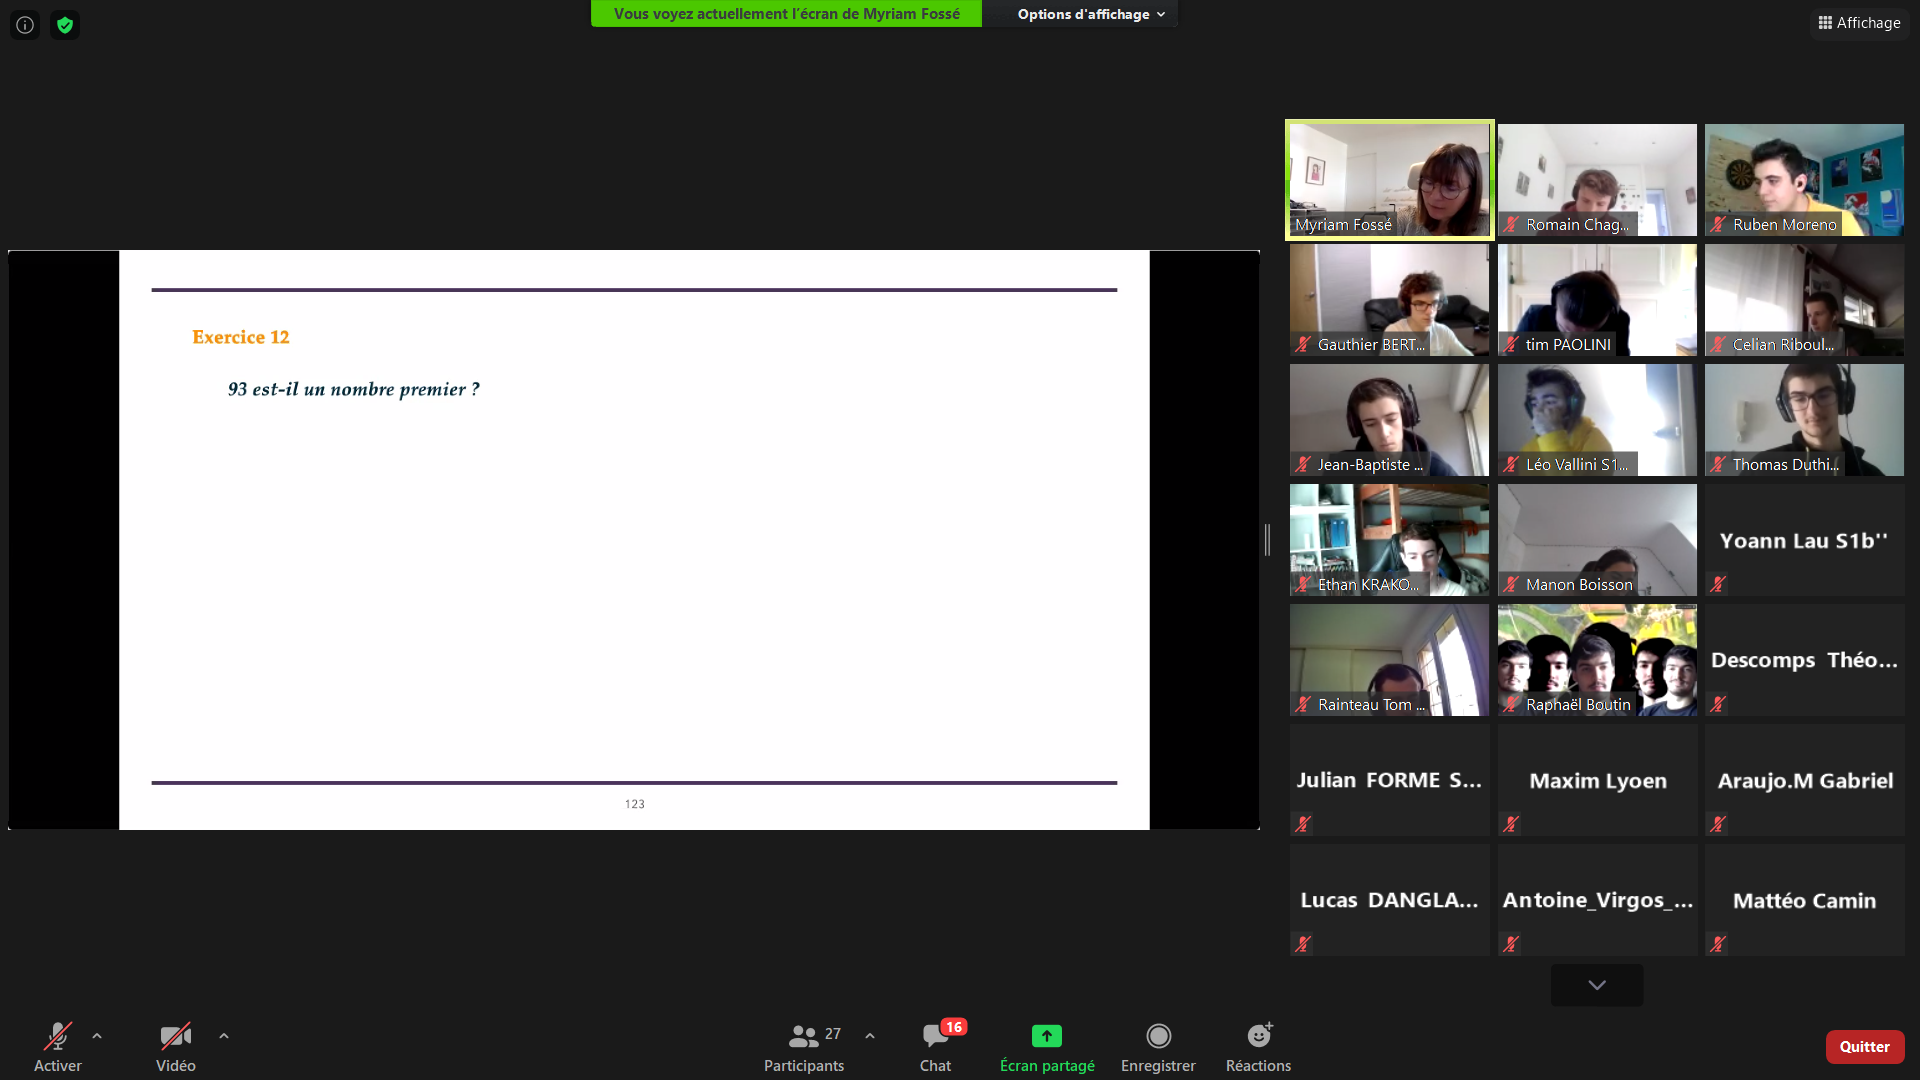 Vous voyez actuellement l'écran de Myriam Fossé
Options d'affichage
Affichage
Exercice 12
93 est-il un nombre premier ?
123
Myriam Fossé
Romain Chag...
Ruben Moreno
Gauthier BERT...
tim PAOLINI
Celian Riboul...
Jean-Baptiste ...
Léo Vallini S1...
Thomas Duthi...
Ethan KRAKO...
Manon Boisson
Yoann Lau S1b''
Rainteau Tom ...
Raphaël Boutin
Descomps Théo...
Julian FORME S...
Maxim Lyoen
Araujo.M Gabriel
Lucas DANGLA...
Antoine_Virgos_...
Mattéo Camin
Activer
Vidéo
27
Participants
16
Chat
Écran partagé
Enregistrer
Réactions
Quitter